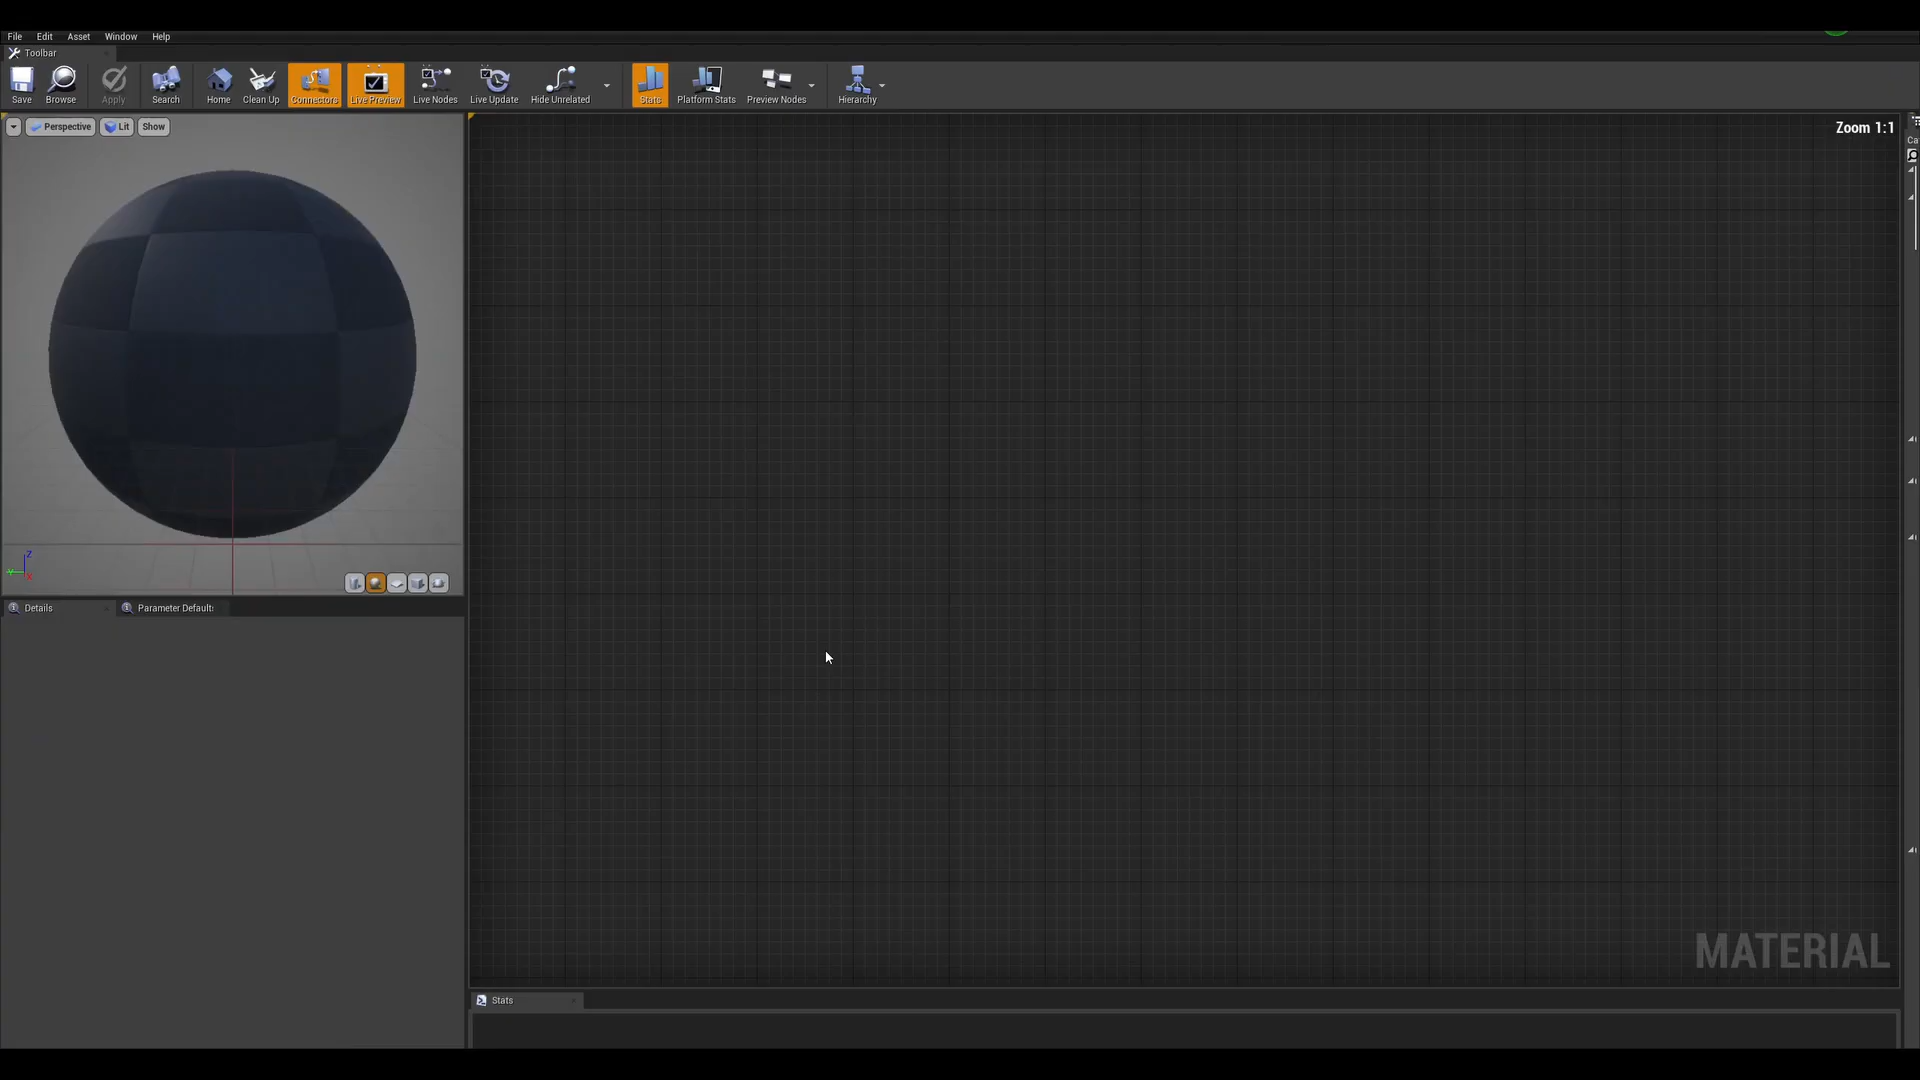 File Edit Asset Window Help
Toolbar
Save Browse Apply Search Home Clean Up Connectors Live Preview Live Nodes Live Update Hide Unrelated Stats Platform Stats Preview Nodes Hierarchy
Perspective Lit Show
Zoom 1:1
Ca
Z
Y
X
Details Parameter Default
MATERIAL
Stats